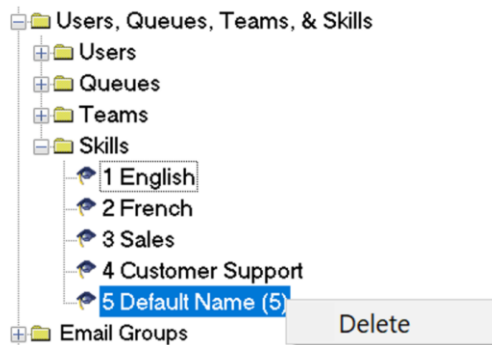 Users, Queues, Teams, & Skills
Users
Queues
Teams
Skills
1 English
2 French
3 Sales
4 Customer Support
5 Default Name (5)
Delete
Email Groups